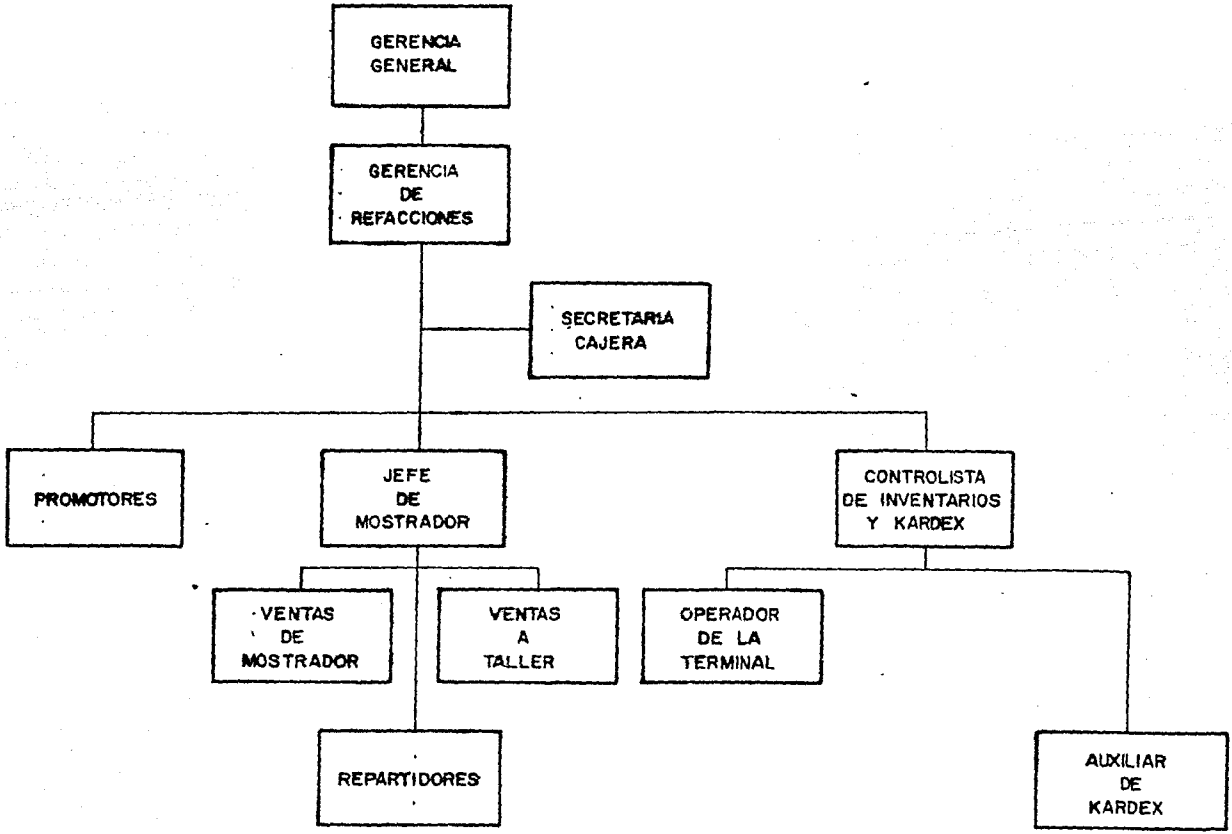 GERENCIA
GENERAL
GERENCIA
DE
REFACCIONES
SECRETARIA
CAJERA
PROMOTORES
JEFE
DE
MOSTRADOR
CONTROLISTA
DE INVENTARIOS
Y KARDEX
VENTAS
DE
MOSTRADOR
VENTAS
A
TALLER
OPERADOR
DE LA
TERMINAL
REPARTIDORES
AUXILIAR
DE
KARDEX